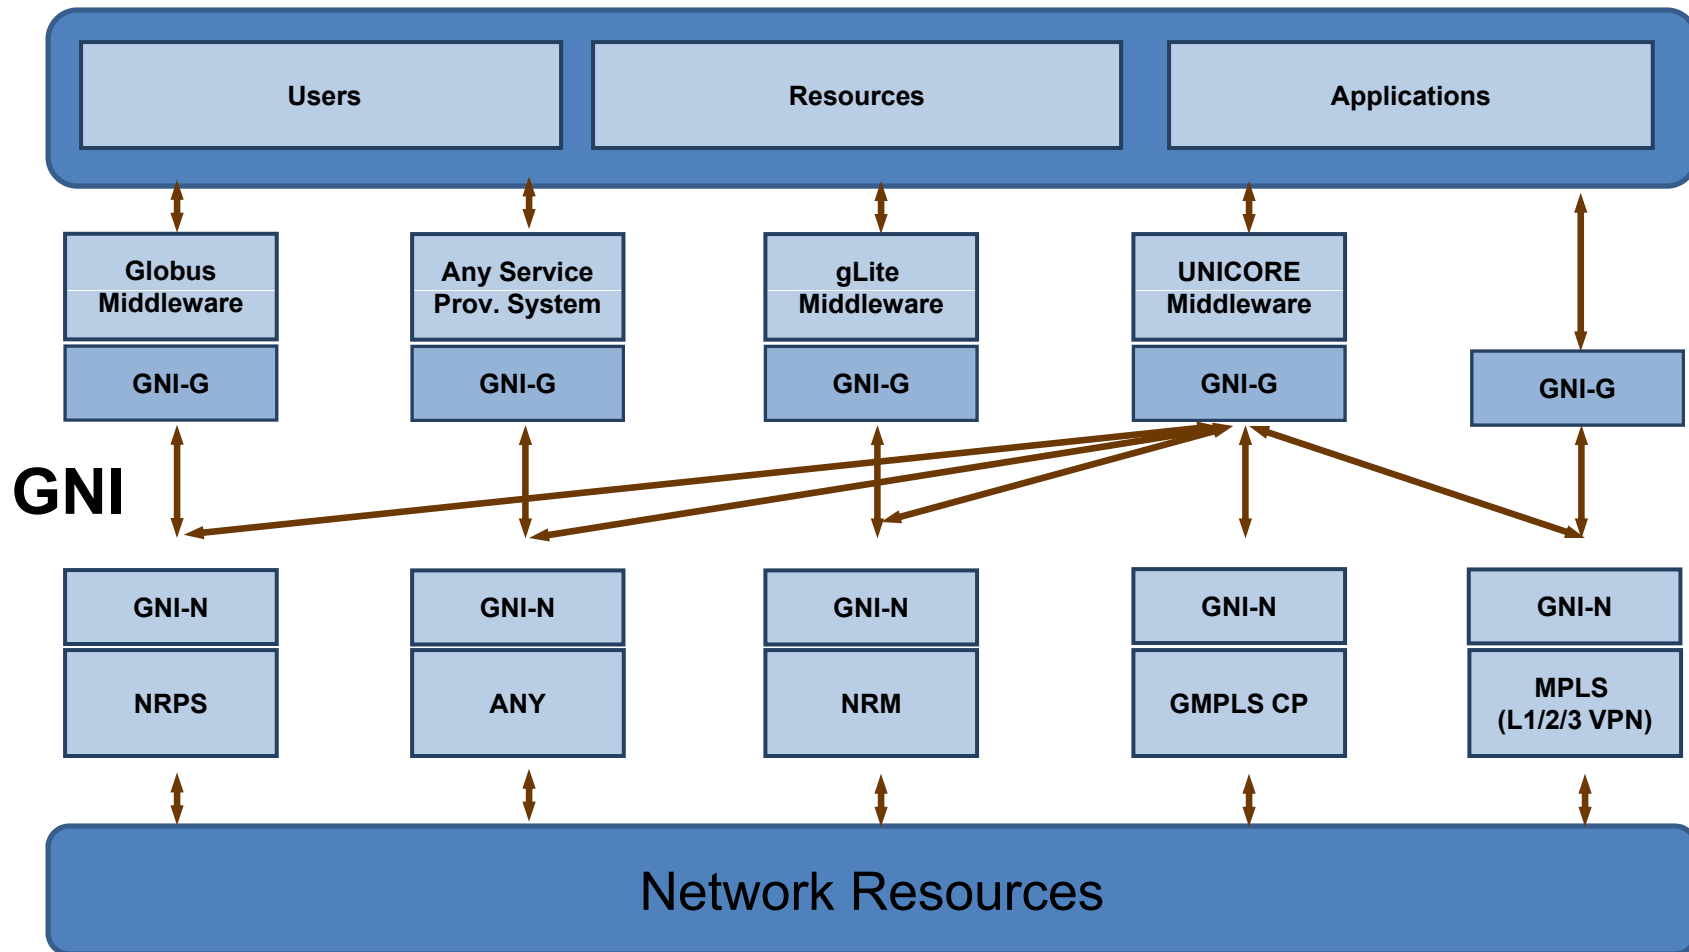 Users
Resources
Applications
Globus
Middleware
Any Service
Prov. System
gLite
Middleware
UNICORE
Middleware
GNI-G
GNI-G
GNI-G
GNI-G
GNI-G
GNI
GNI-N
GNI-N
GNI-N
GNI-N
GNI-N
NRPS
ANY
NRM
GMPLS CP
MPLS
(L1/2/3 VPN)
Network Resources